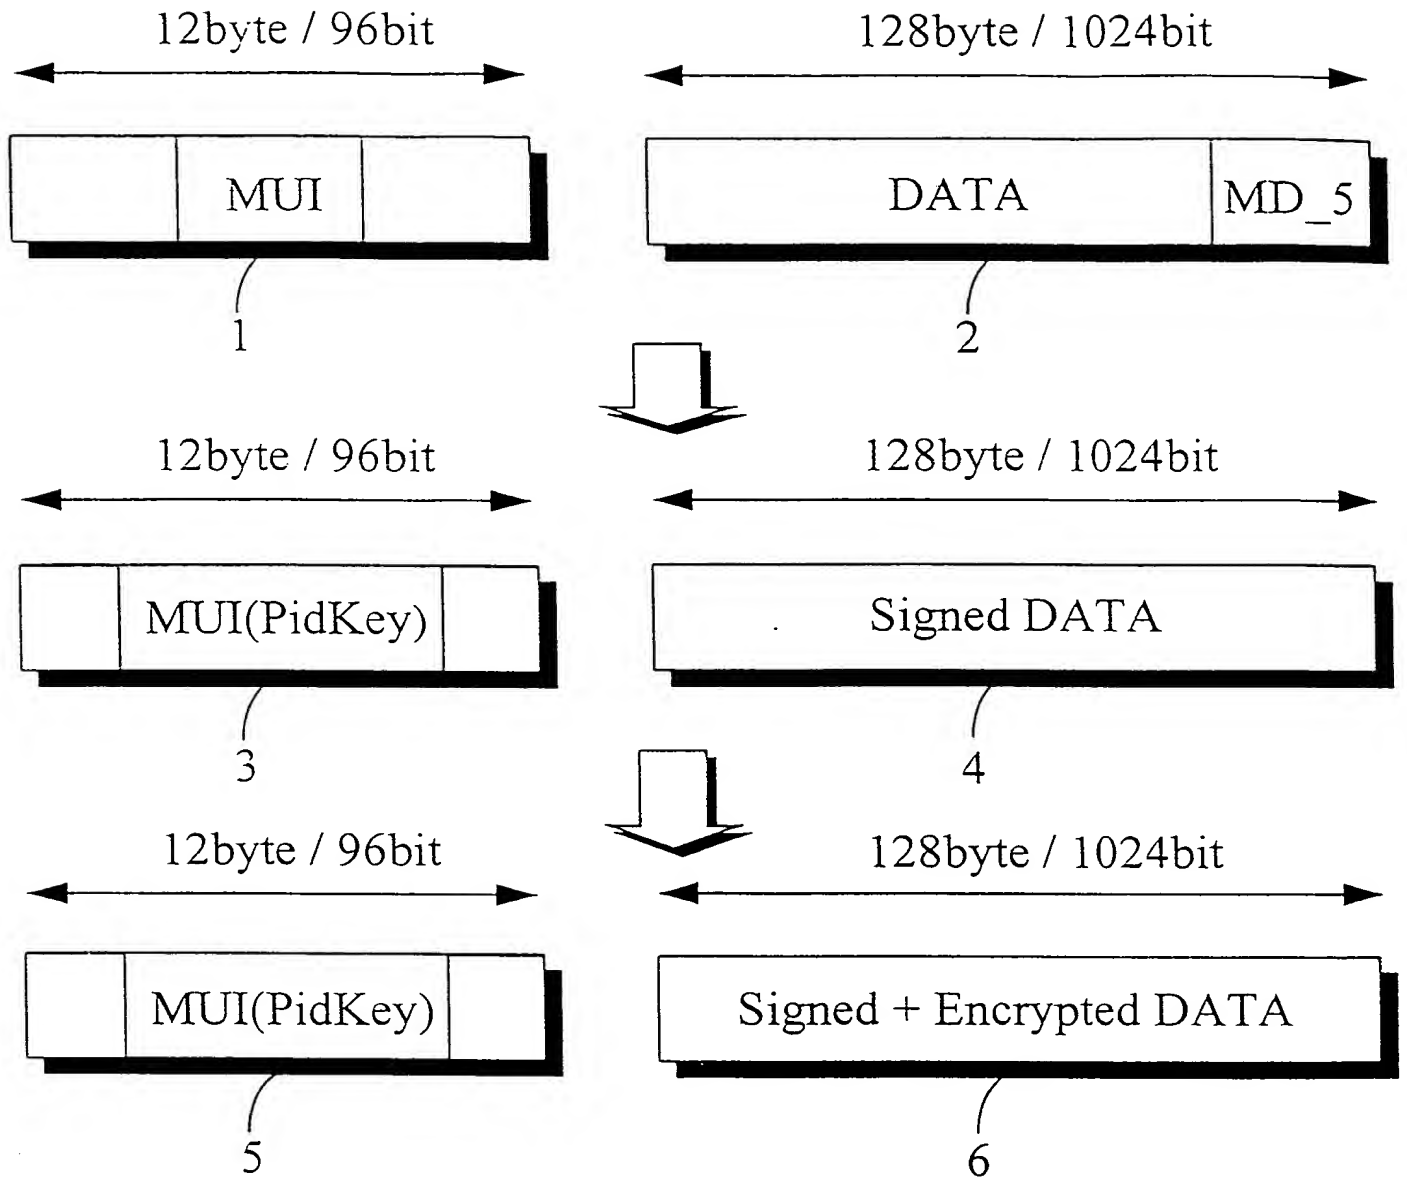 12byte / 96bit
128byte / 1024bit
MUI
DATA
MD_5
1
2
12byte / 96bit
128byte / 1024bit
MUI(PidKey)
Signed DATA
3
4
12byte / 96bit
128byte / 1024bit
MUI(PidKey)
Signed + Encrypted DATA
5
6